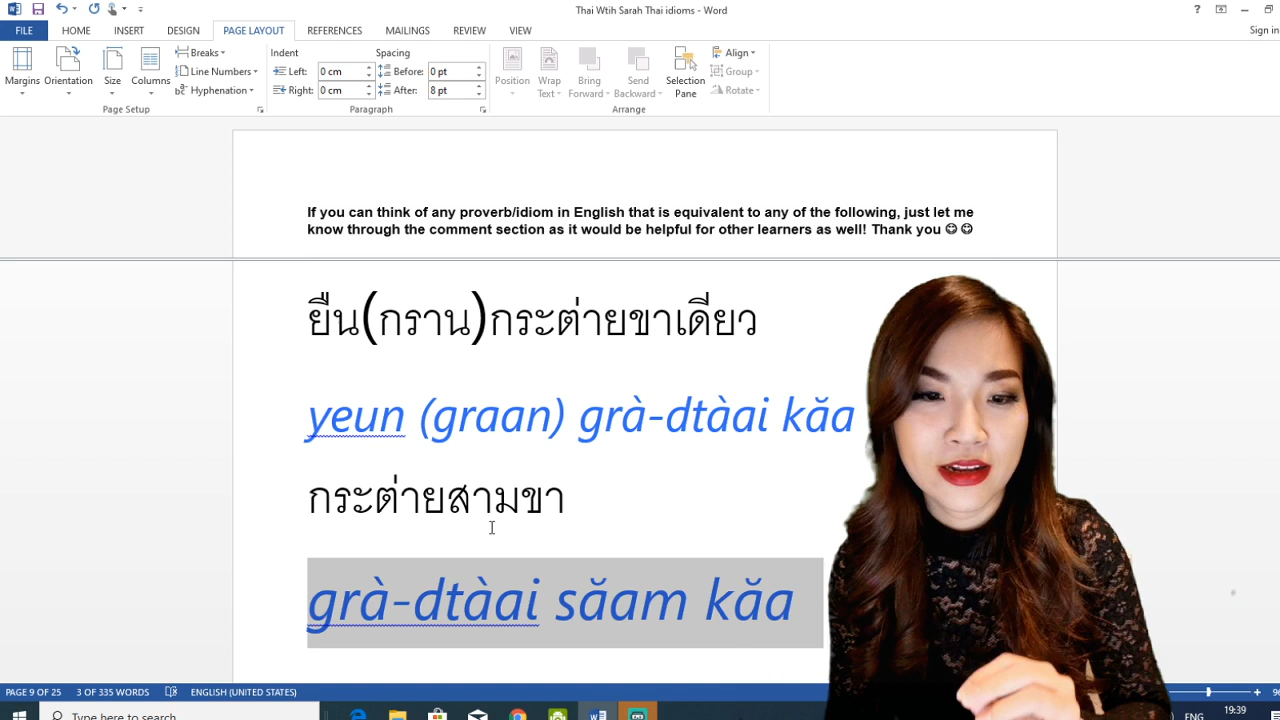 Thai Wtih Sarah Thai idioms - Word
Sign in
FILE HOME INSERT DESIGN PAGE LAYOUT REFERENCES MAILINGS REVIEW VIEW
Margins Orientation Size Columns
Breaks
Line Numbers
Hyphenation
Page Setup
Indent Spacing
Left: 0 cm Before: 0 pt
Right: 0 cm After: 8 pt
Paragraph
Position Wrap Text Bring Forward Send Backward Selection Pane
Align
Group
Rotate
Arrange
If you can think of any proverb/idiom in English that is equivalent to any of the following, just let me
know through the comment section as it would be helpful for other learners as well! Thank you 😊 😊
ยืน(กราน)กระต่ายขาเดียว
yeun (graan) grà-dtàai kăa
กระต่ายสามขา
grà-dtàai săam kăa
PAGE 9 OF 25 3 OF 335 WORDS ENGLISH (UNITED STATES)
Type here to search
ENG
19:39